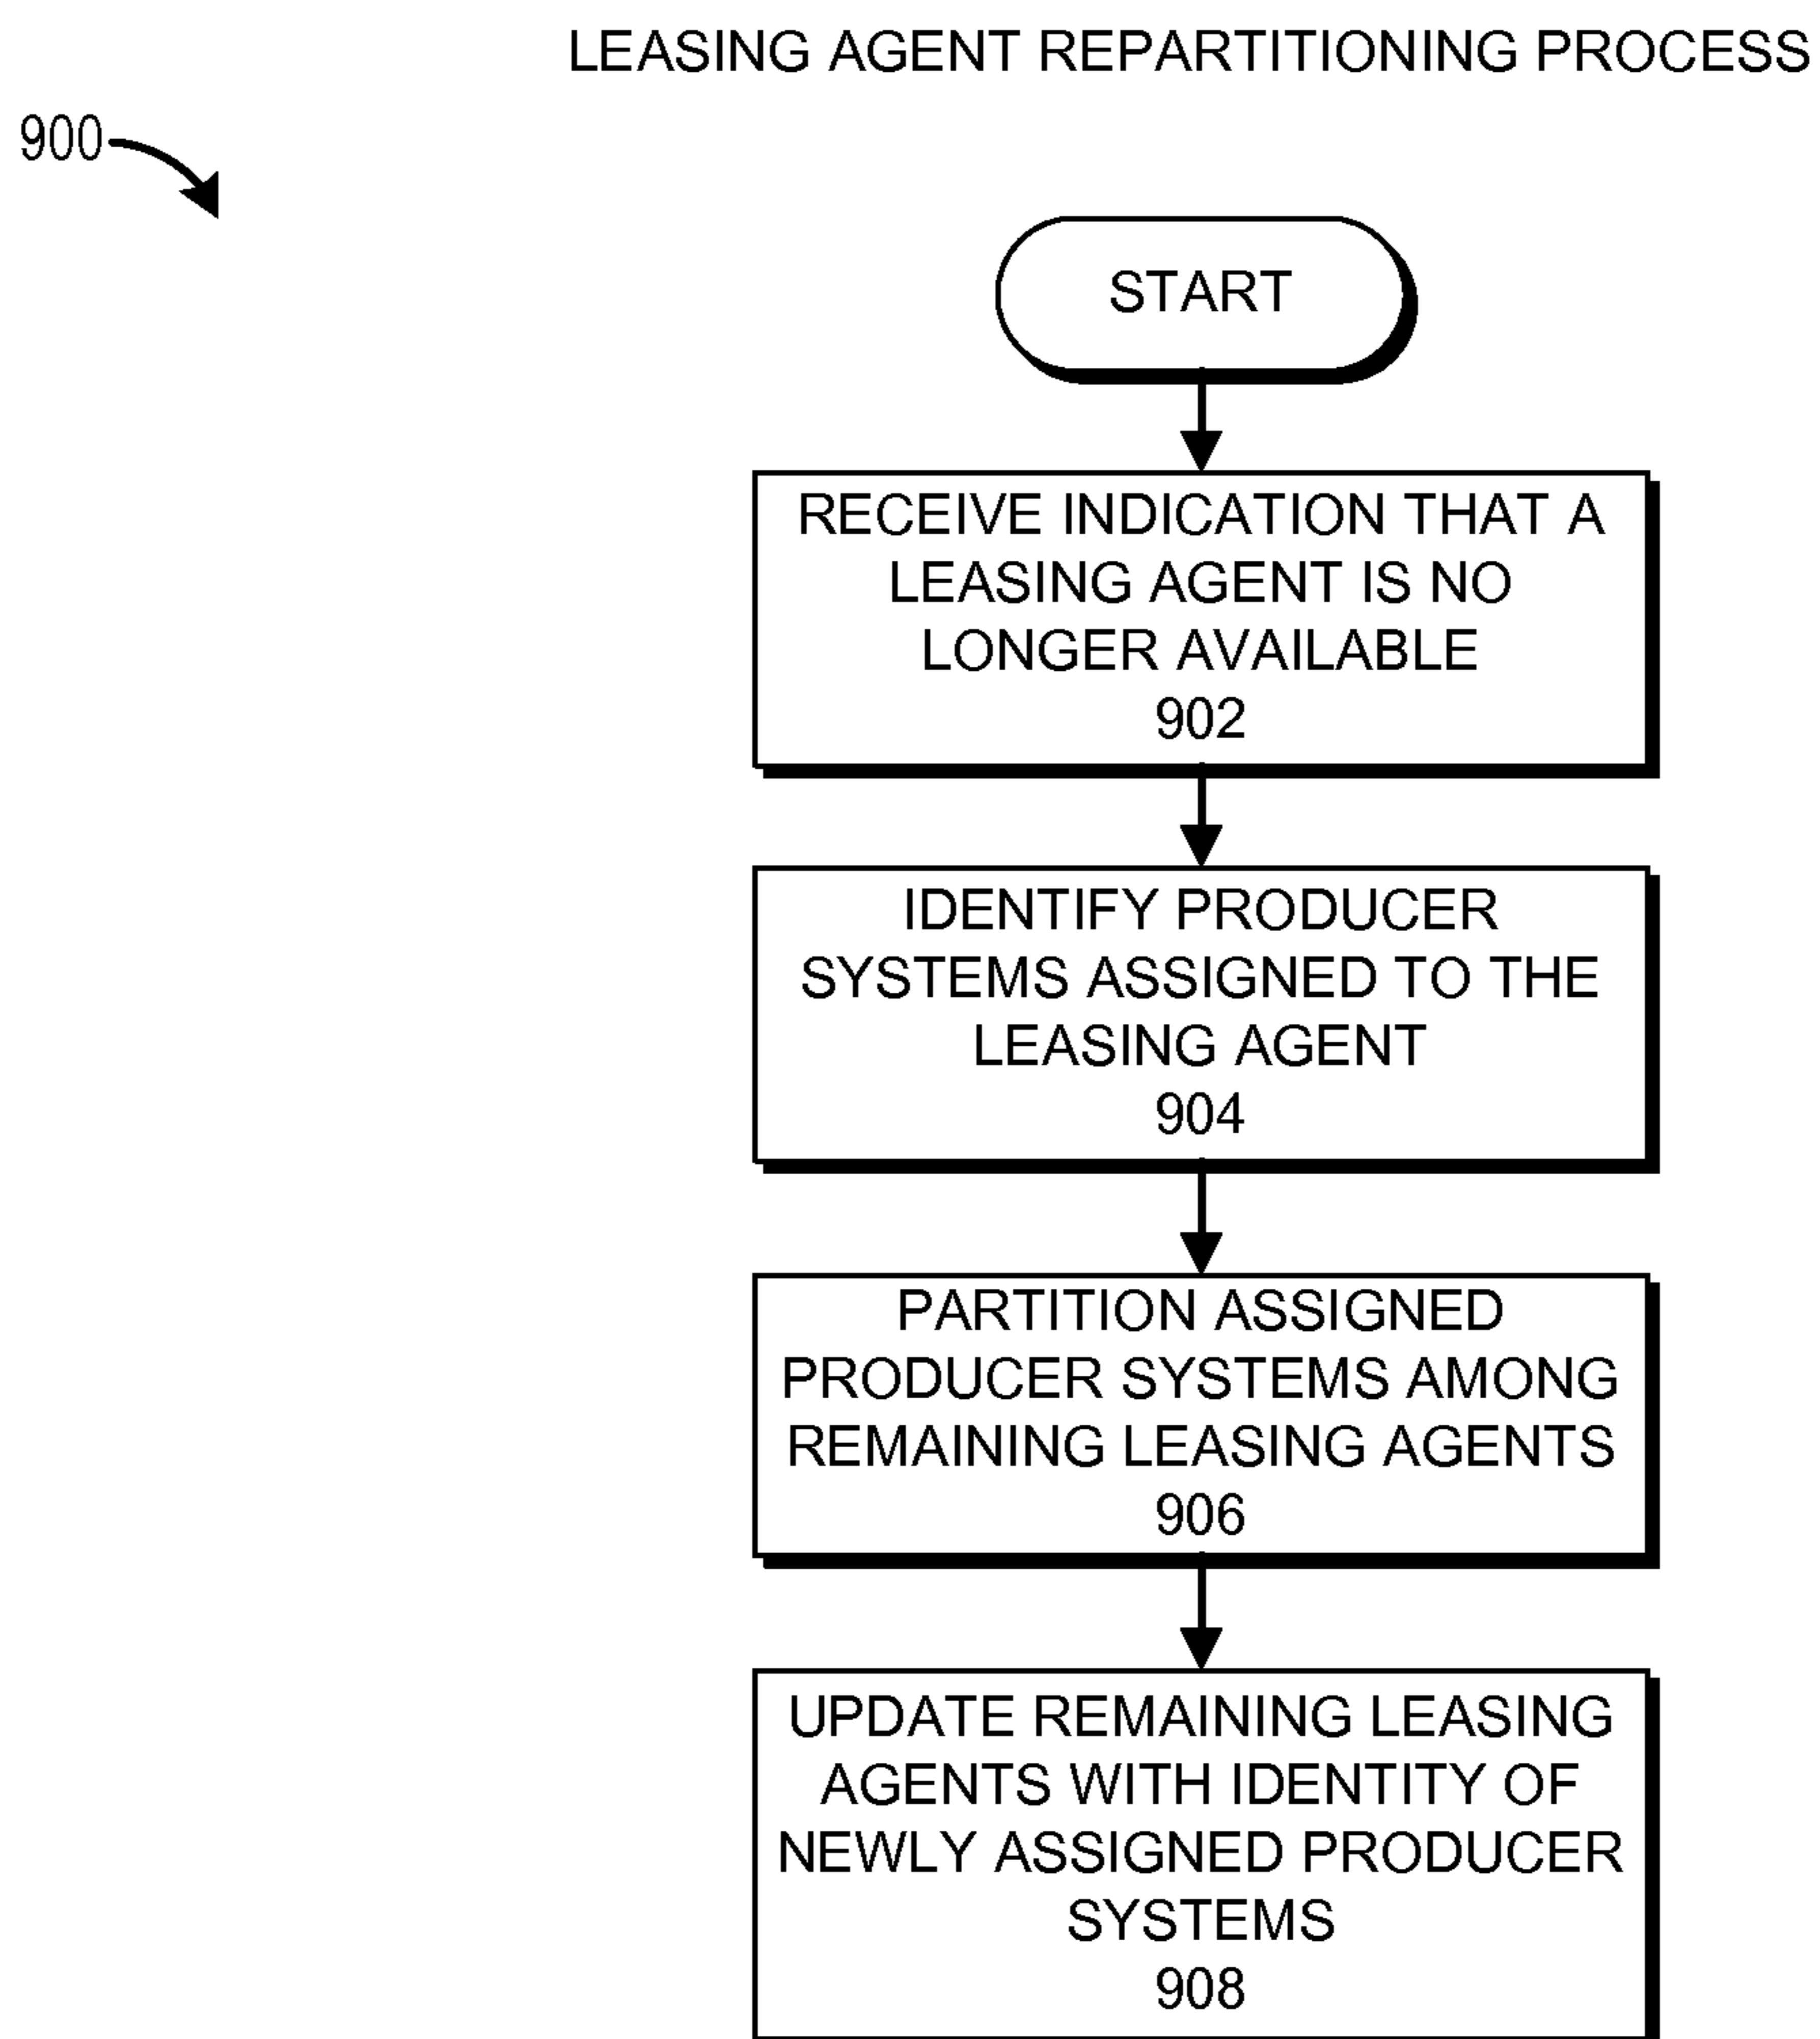 LEASING AGENT REPARTITIONING PROCESS
900
START
RECEIVE INDICATION THAT A
LEASING AGENT IS NO
LONGER AVAILABLE
902
IDENTIFY PRODUCER
SYSTEMS ASSIGNED TO THE
LEASING AGENT
904
PARTITION ASSIGNED
PRODUCER SYSTEMS AMONG
REMAINING LEASING AGENTS
906
UPDATE REMAINING LEASING
AGENTS WITH IDENTITY OF
NEWLY ASSIGNED PRODUCER
SYSTEMS
908